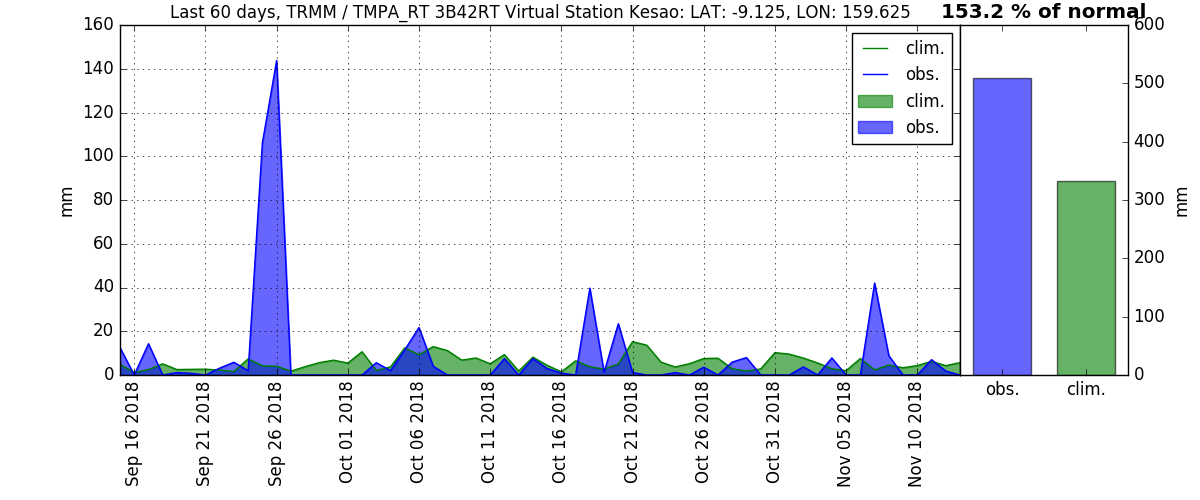 Last 60 days, TRMM / TMPA_RT 3B42RT Virtual Station Kesao: LAT: -9.125, LON: 159.625
153.2 % of normal
160
140
120
100
80
60
40
20
0
mm
clim.
obs.
clim.
obs.
Sep 16 2018
Sep 21 2018
Sep 26 2018
Oct 01 2018
Oct 06 2018
Oct 11 2018
Oct 16 2018
Oct 21 2018
Oct 26 2018
Oct 31 2018
Nov 05 2018
Nov 10 2018
600
500
400
300
200
100
0
mm
obs.
clim.